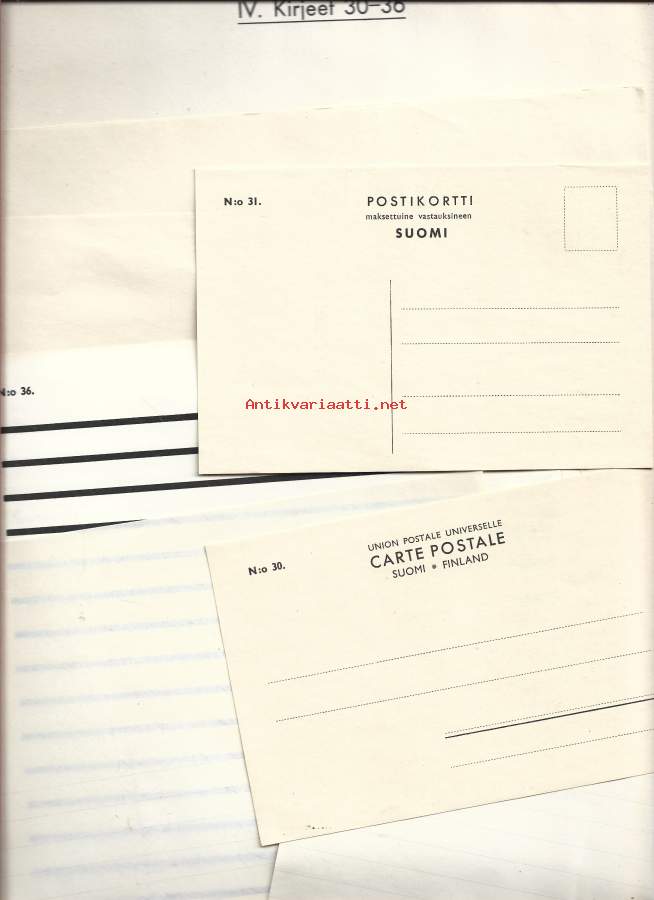 IV. Kirjeet 30–36
N:o 31.
POSTIKORTTI
maksettuine vastauksineen
SUOMI
N:o 36.
Antikvariaatti.net
N:o 30.
UNION POSTALE UNIVERSELLE
CARTE POSTALE
SUOMI • FINLAND